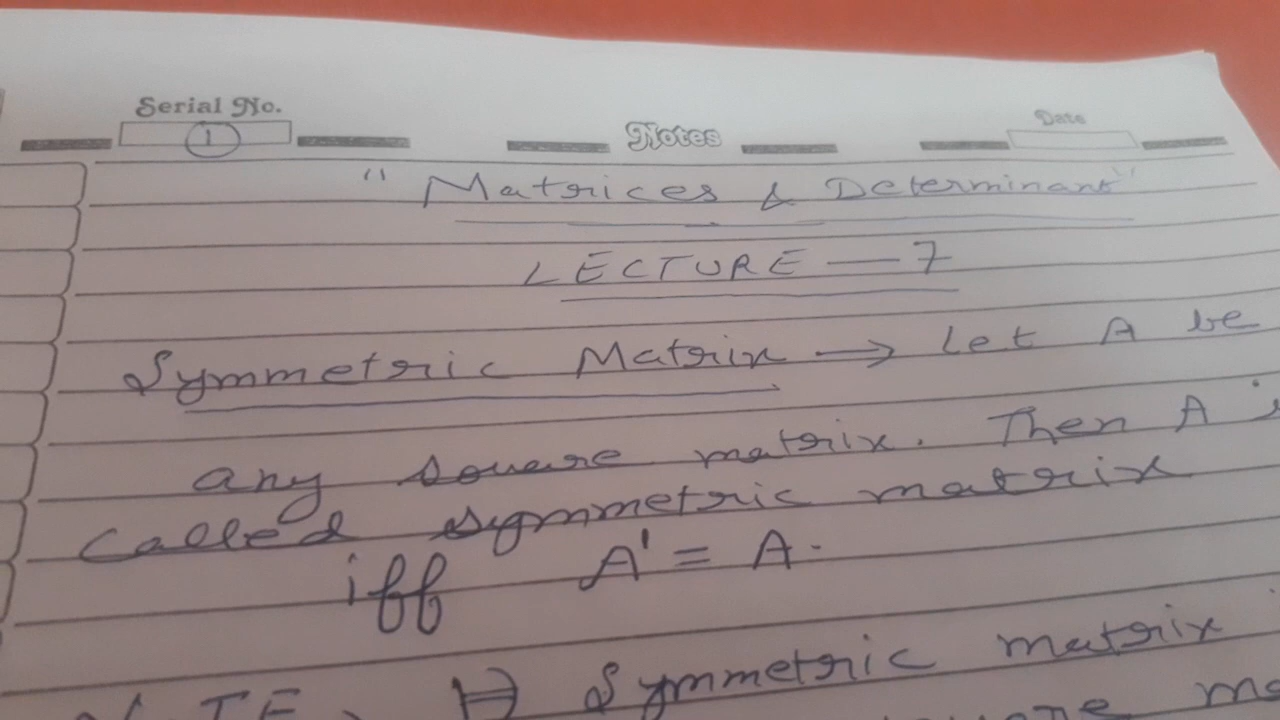 Serial No.
1
Notes
Date
"Matrices & Determinant"
LECTURE — 7
Symmetric Matrix → Let A be
any square matrix. Then A
called symmetric matrix
iff A' = A.
Symmetric matrix